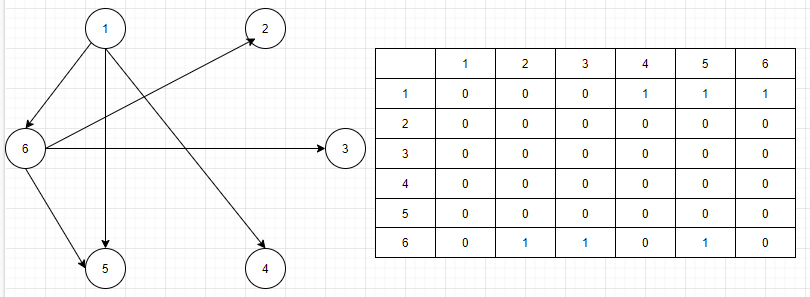 1
2
6
3
5
4
1 2 3 4 5 6
1 0 0 0 1 1 1
2 0 0 0 0 0 0
3 0 0 0 0 0 0
4 0 0 0 0 0 0
5 0 0 0 0 0 0
6 0 1 1 0 1 0